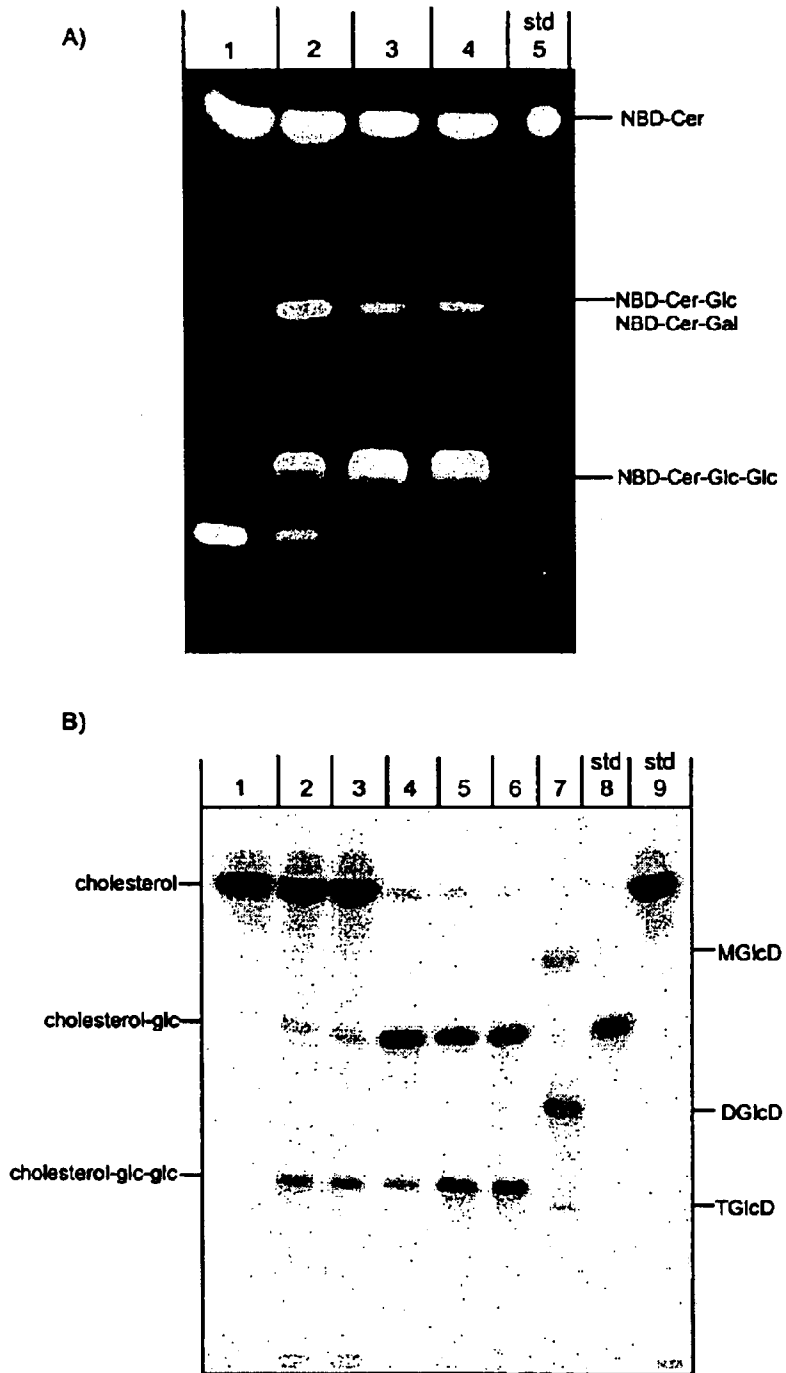 A)
std
1 2 3 4 5
NBD-Cer
NBD-Cer-Glc
NBD-Cer-Gal
NBD-Cer-Glc-Glc
B)
std std
1 2 3 4 5 6 7 8 9
cholesterol
MGlcD
cholesterol-glc
DGlcD
cholesterol-glc-glc
TGlcD